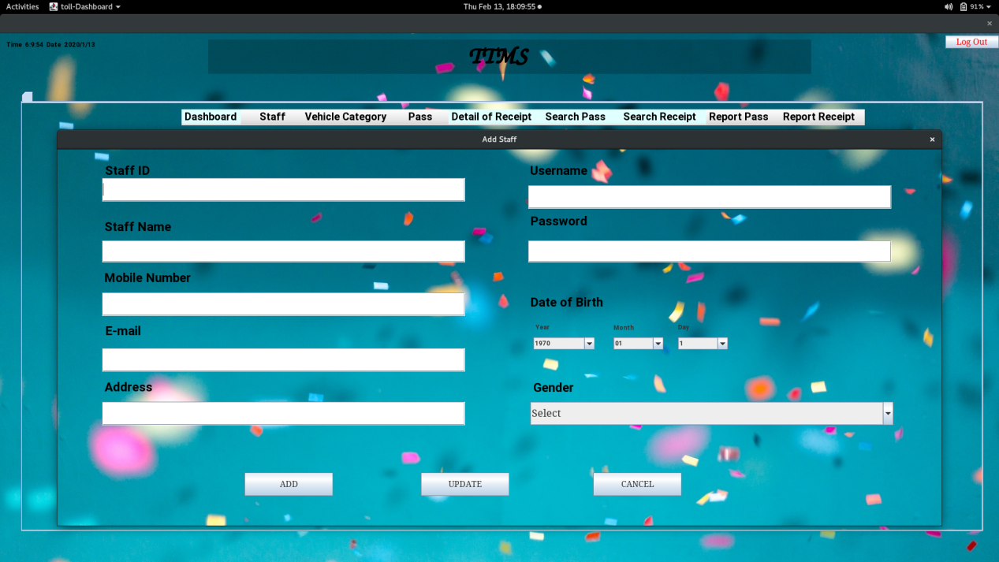 Activities toll-Dashboard Thu Feb 13, 18:09:55 91%
Time 6:9:54 Date 2020/1/13
Log Out
TTMS
Dashboard Staff Vehicle Category Pass Detail of Receipt Search Pass Search Receipt Report Pass Report Receipt
Add Staff
Staff ID
Username
Staff Name
Password
Mobile Number
Date of Birth
E-mail
Year Month Day
1970 01 1
Address
Gender
Select
ADD UPDATE CANCEL